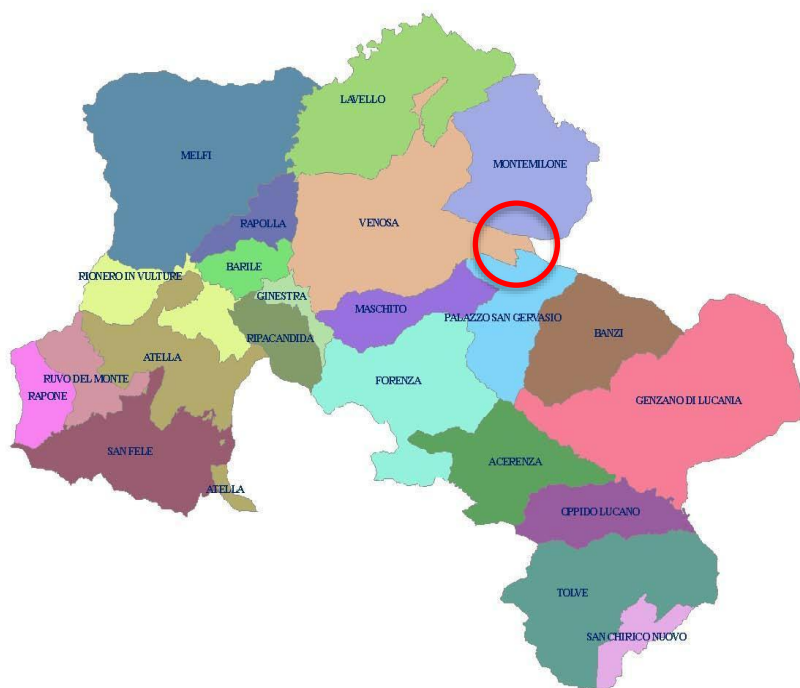 LAVELLO
MELFI
MONTEMILONE
RAPOLLA
VENOSA
BARILE
RIONERO IN VULTURE
GINESTRA
MASCHITO
PALAZZO SAN GERVASIO
BANZI
RIPACANDIDA
ATELLA
RUVO DEL MONTE
RAPONE
FORENZA
GENZANO DI LUCANIA
SAN FELE
ACERENZA
ATELLA
OPPIDO LUCANO
TOLVE
SAN CHIRICO NUOVO